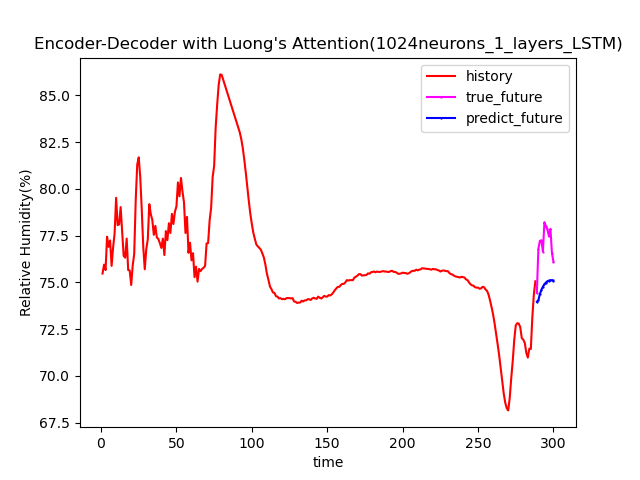 Encoder-Decoder with Luong's Attention(1024neurons_1_layers_LSTM)
history
true_future
predict_future
Relative Humidity(%)
85.0
82.5
80.0
77.5
75.0
72.5
70.0
67.5
0 50 100 150 200 250 300
time